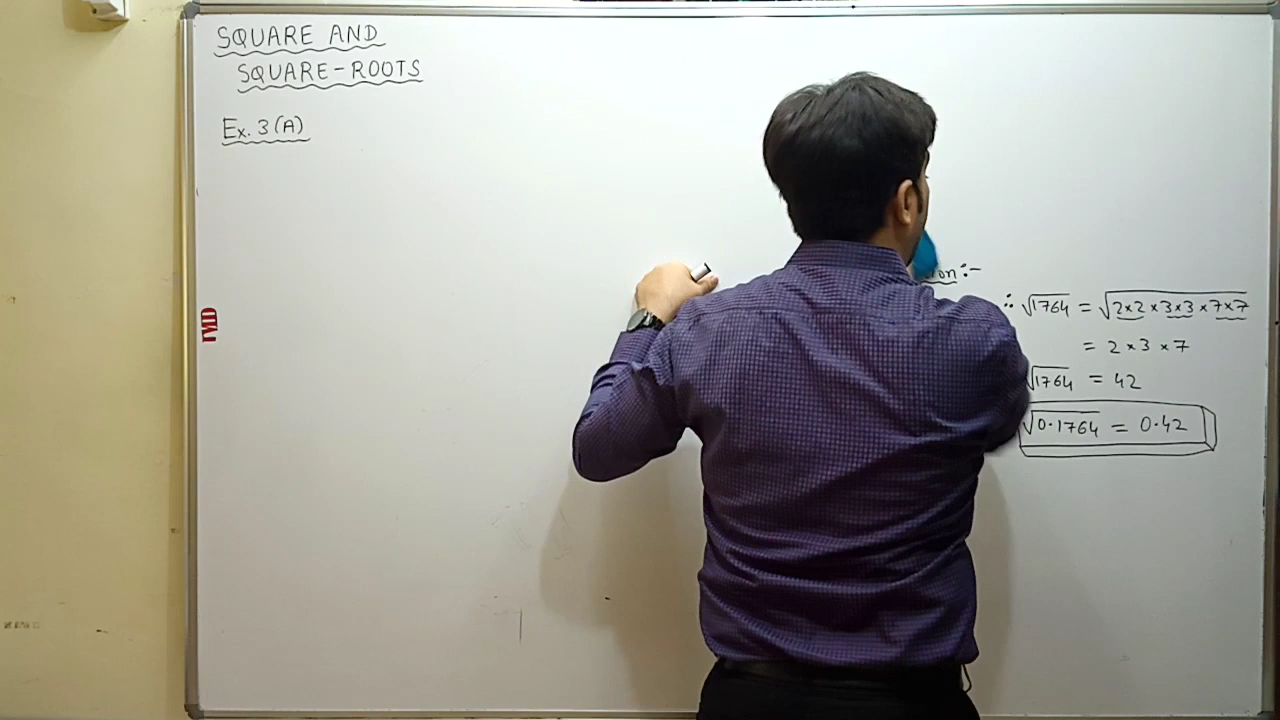 SQUARE AND
SQUARE-ROOTS
Ex. 3(A)
∴ √1764 = √2×2×3×3×7×7
= 2×3×7
√1764 = 42
√0.1764 = 0.42